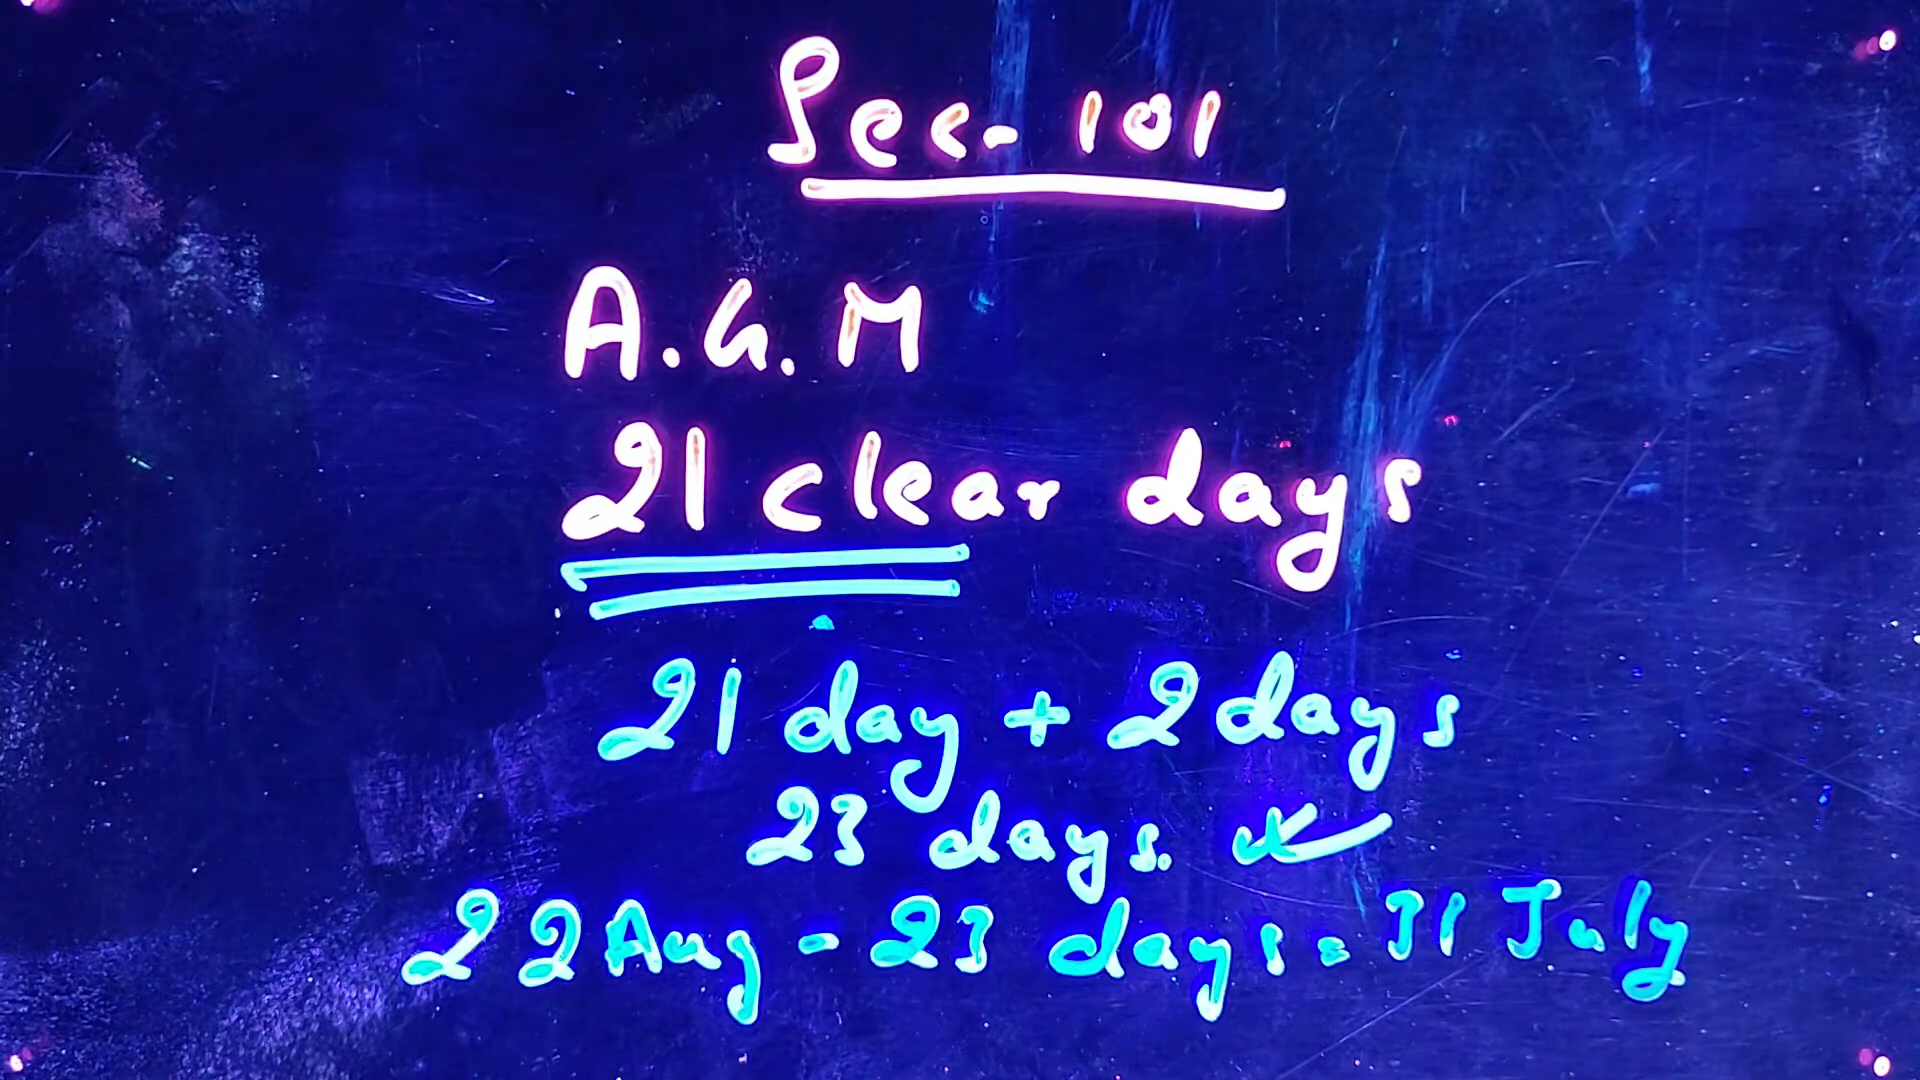 Sec- 101
A.G.M
21 clear days
21 day + 2 days
23 days.
22 Aug - 23 days = 31 July